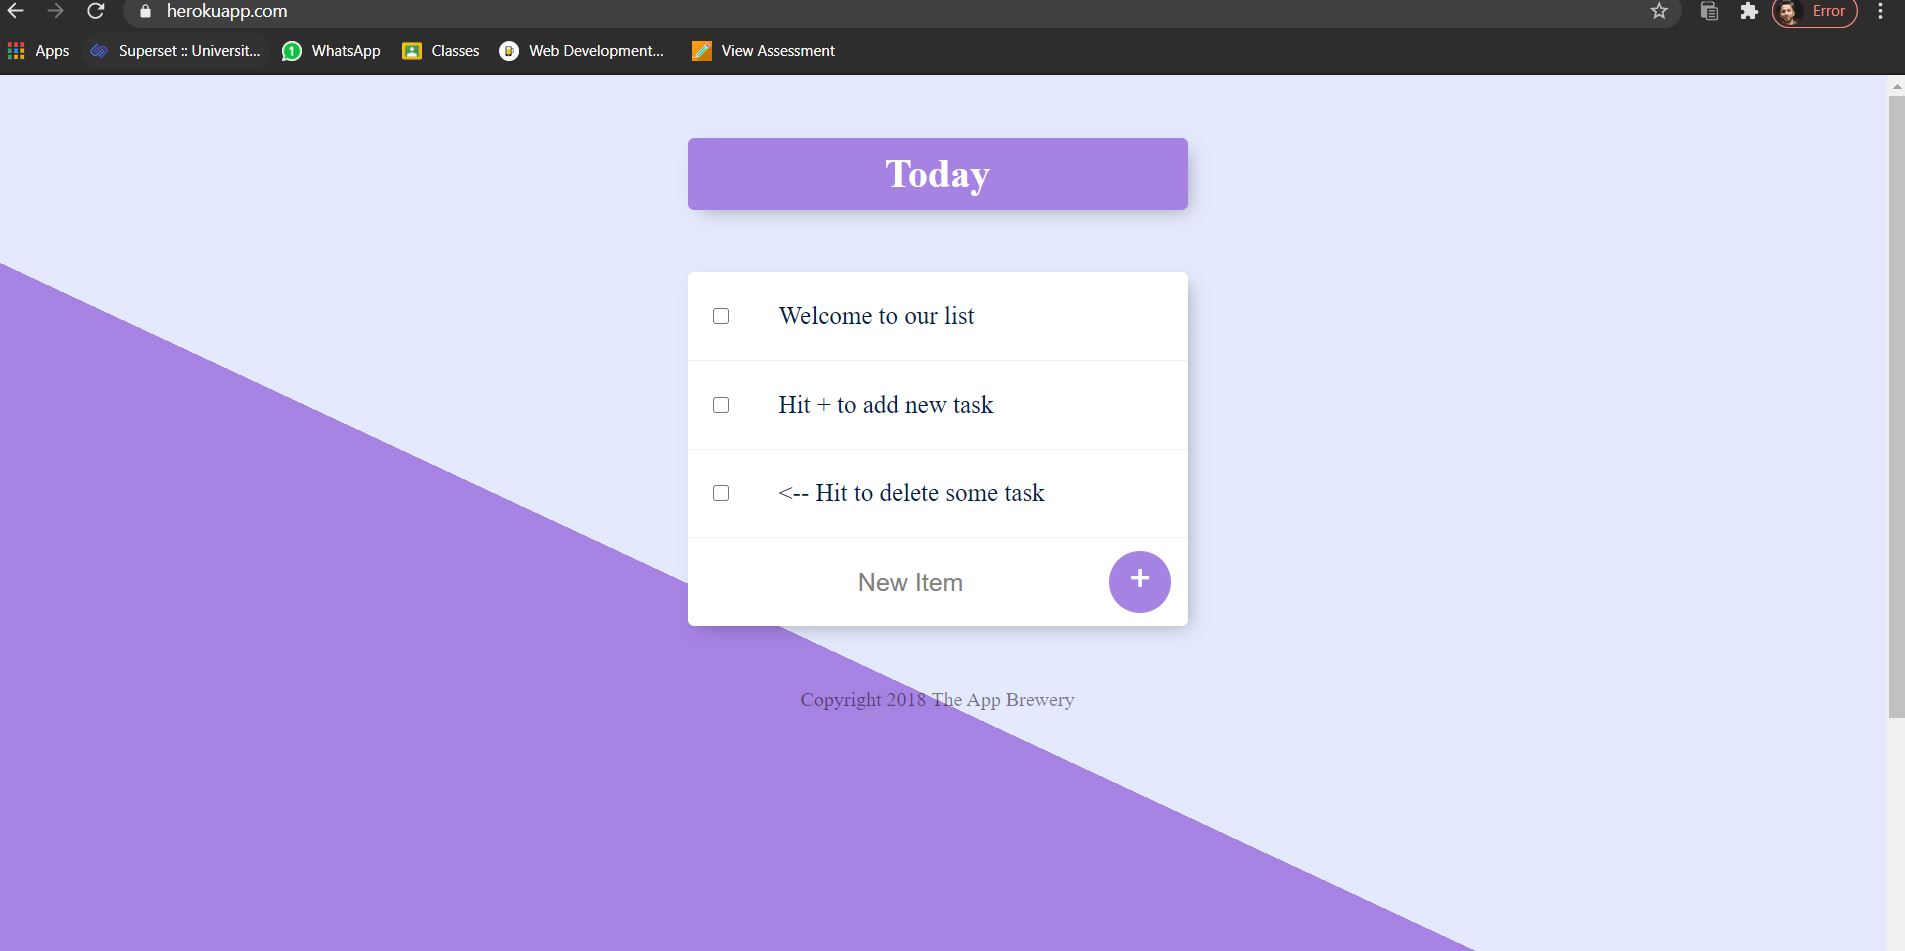 herokuapp.com
Error
Apps
Superset :: Universit...
1
WhatsApp
Classes
Web Development...
View Assessment
Today
Welcome to our list
Hit + to add new task
<-- Hit to delete some task
New Item
+
Copyright 2018 The App Brewery